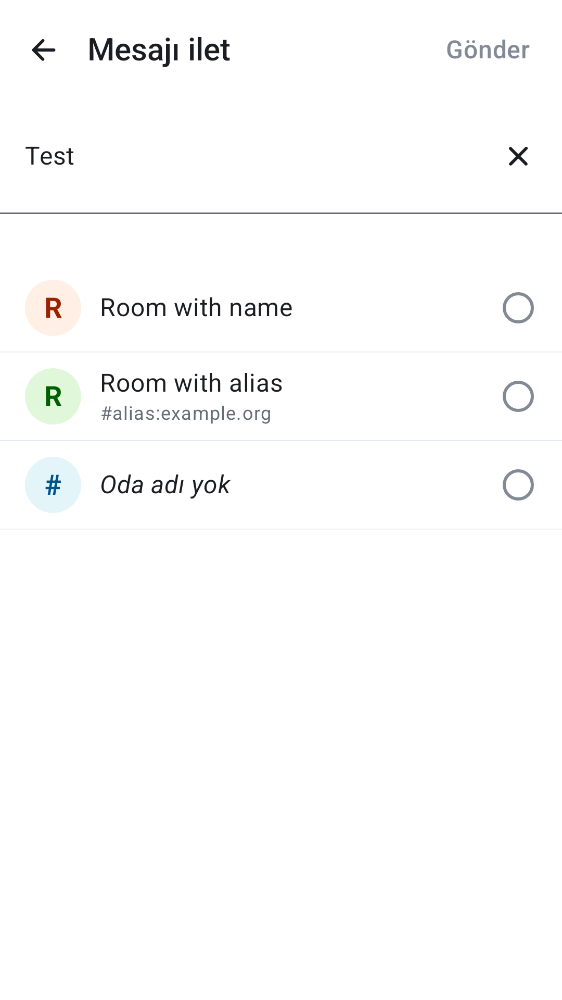 Mesajı ilet
Gönder
Test
R
Room with name
R
Room with alias
#alias:example.org
#
Oda adı yok